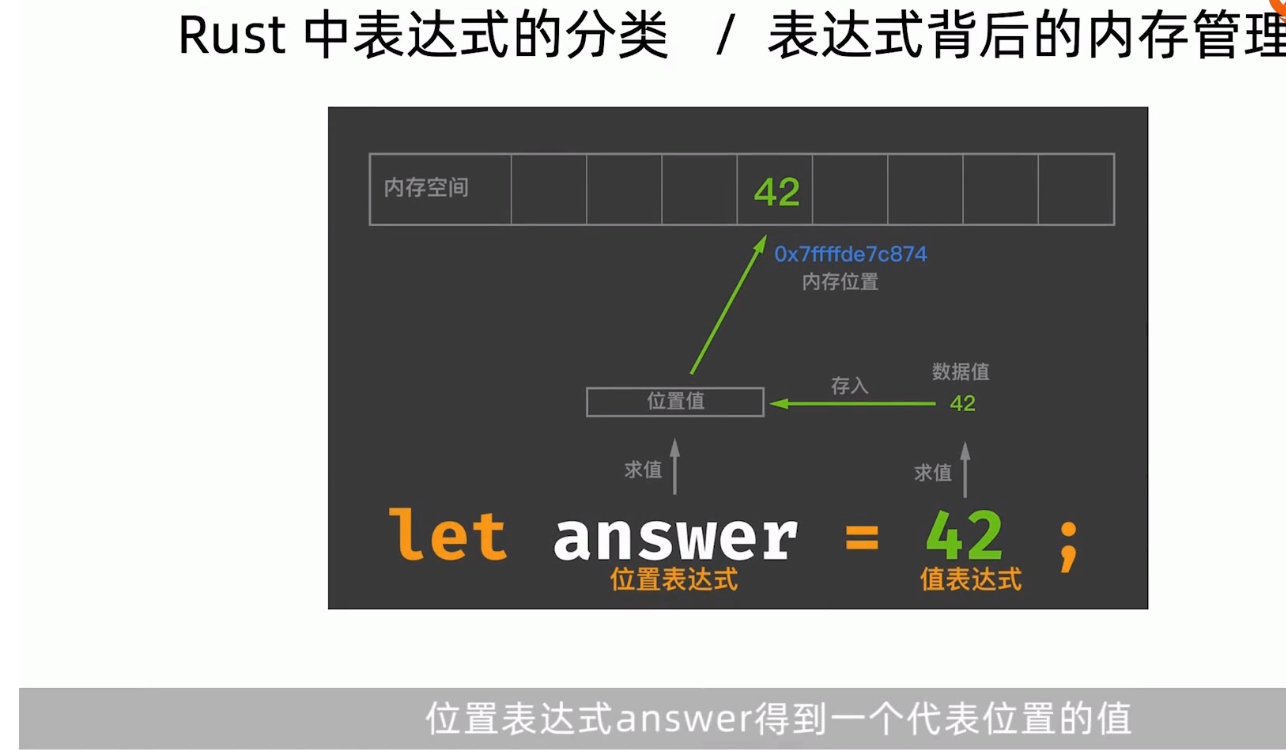 Rust 中表达式的分类 / 表达式背后的内存管理
内存空间 42
0x7ffffde7c874
内存位置
数据值
存入
位置值 42
求值 求值
let answer = 42 ;
位置表达式 值表达式
位置表达式answer得到一个代表位置的值